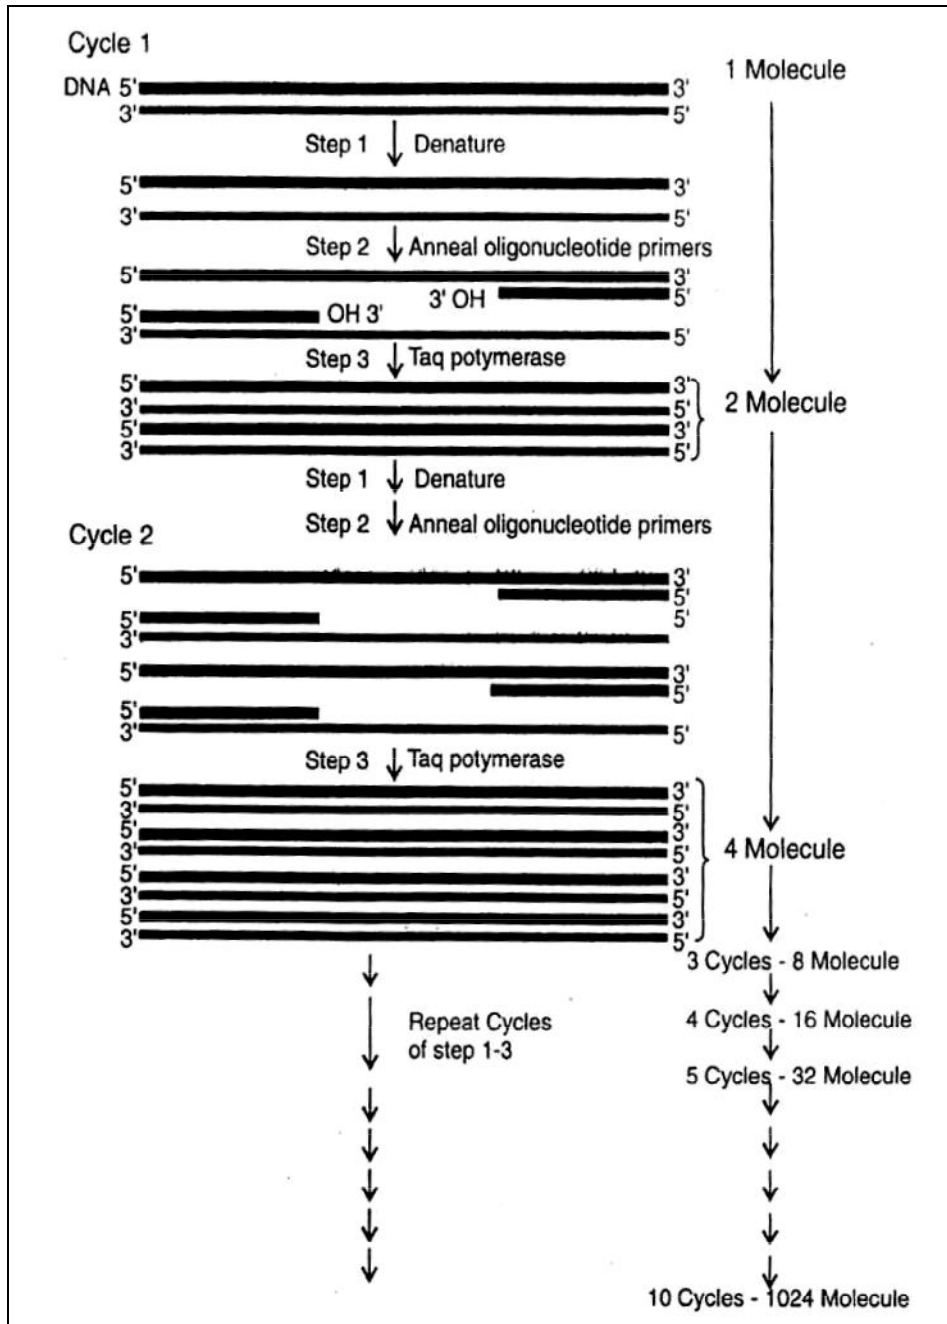 Cycle 1
1 Molecule
DNA 5' 3'
3' 5'
Step 1 Denature
5' 3'
3' 5'
Step 2 Anneal oligonucleotide primers
5' 3'
3' OH 5'
5' OH 3'
3' 5'
Step 3 Taq potymerase
5' 3'
3' 5'
2 Molecule
5' 3'
3' 5'
Step 1 Denature
Step 2 Anneal oligonucleotide primers
Cycle 2
5' 3'
5'
5' 5'
3'
5' 3'
5'
5'
3' 5'
Step 3 Taq potymerase
5' 3'
3' 5'
5' 3'
3' 5'
4 Molecule
5' 3'
3' 5'
5' 3'
3' 5'
3 Cycles - 8 Molecule
Repeat Cycles
of step 1-3
4 Cycles - 16 Molecule
5 Cycles - 32 Molecule
10 Cycles - 1024 Molecule